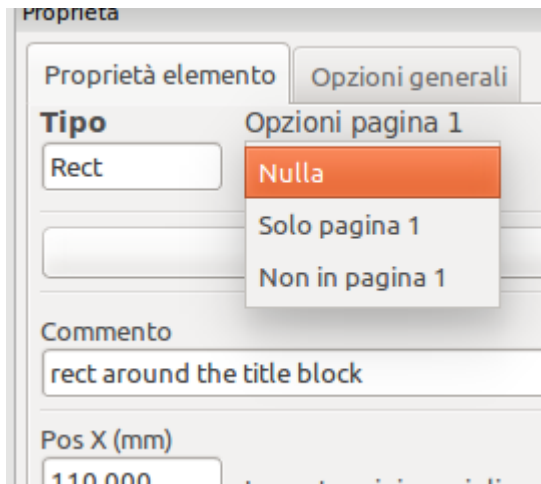 Proprietà
Proprietà elemento Opzioni generali
Tipo Opzioni pagina 1
Rect Nulla
Solo pagina 1
Non in pagina 1
Commento
rect around the title block
Pos X (mm)
110,000